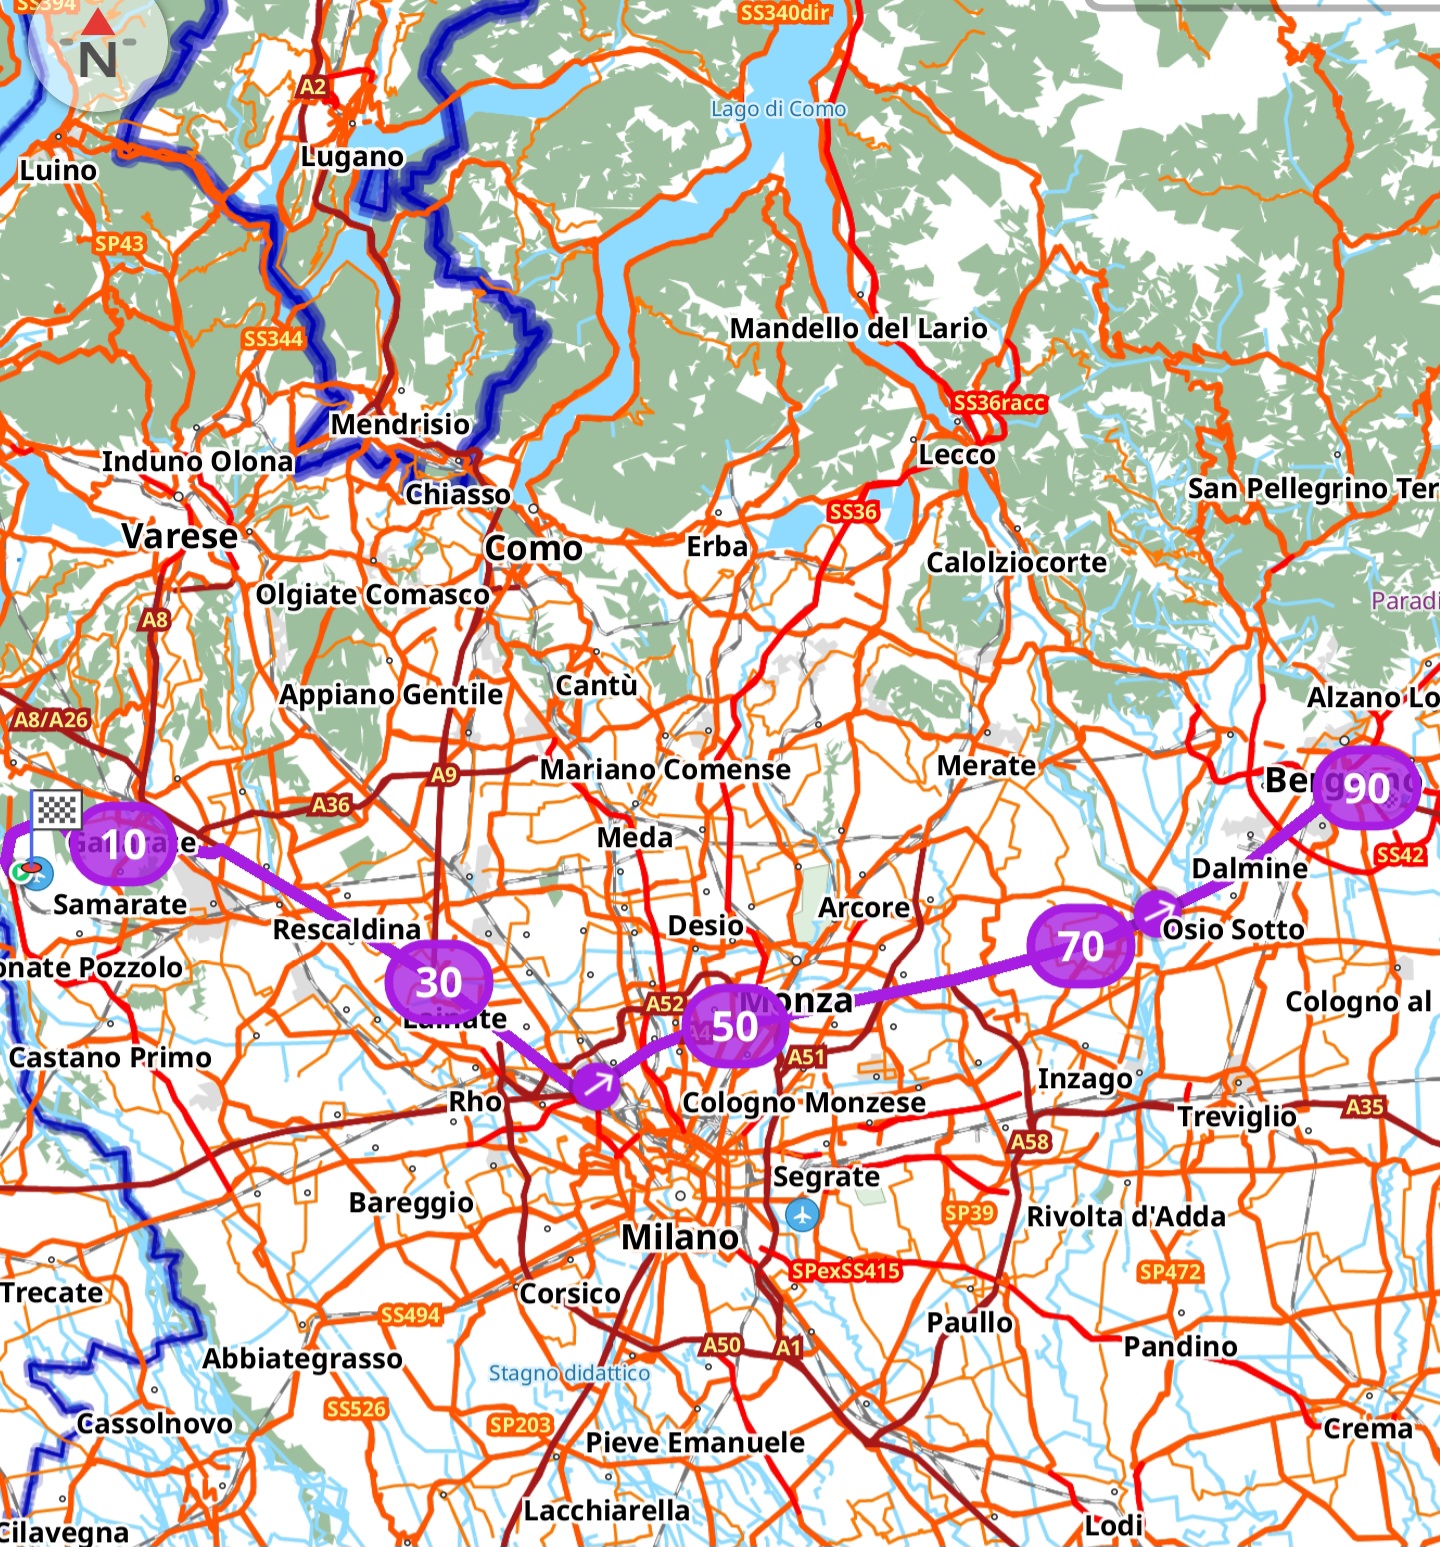 SS394
SS340dir
N
A2
Lago di Como
Lugano
Luino
SP43
SS344
Mandello del Lario
SS36racc
Mendrisio
Lecco
Induno Olona
San Pellegrino Ter
Chiasso
SS36
Varese
Como
Erba
Calolziocorte
Olgiate Comasco
Paradi
A8
Cantù
Appiano Gentile
Alzano Lo
A8/A26
Merate
Mariano Comense
A9
90
A36
Meda
10
SS42
Dalmine
Samarate
Arcore
Desio
Rescaldina
Osio Sotto
70
onate Pozzolo
30
Monza
A52
Cologno al
Lainate
50
Castano Primo
A51
Inzago
Rho
Cologno Monzese
A35
Treviglio
A58
Segrate
Bareggio
SP39
Rivolta d'Adda
Milano
SPexSS415
SP472
Trecate
Corsico
SS494
Paullo
A50
A1
Pandino
Abbiategrasso
Stagno didattico
SS526
Cassolnovo
SP203
Crema
Pieve Emanuele
Lacchiarella
Lodi
Cilavegna